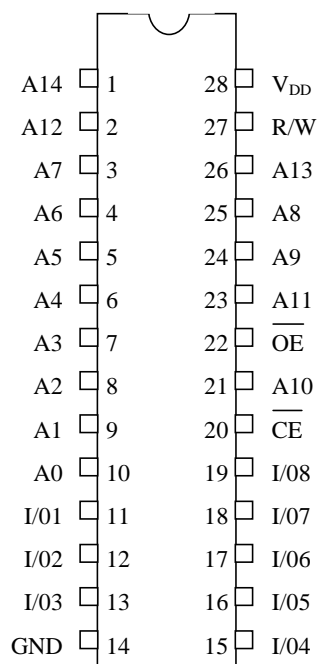 A14 1 28 VDD
A12 2 27 R/W
A7 3 26 A13
A6 4 25 A8
A5 5 24 A9
A4 6 23 A11
A3 7 22 O̅E̅
A2 8 21 A10
A1 9 20 C̅E̅
A0 10 19 I/08
I/01 11 18 I/07
I/02 12 17 I/06
I/03 13 16 I/05
GND 14 15 I/04